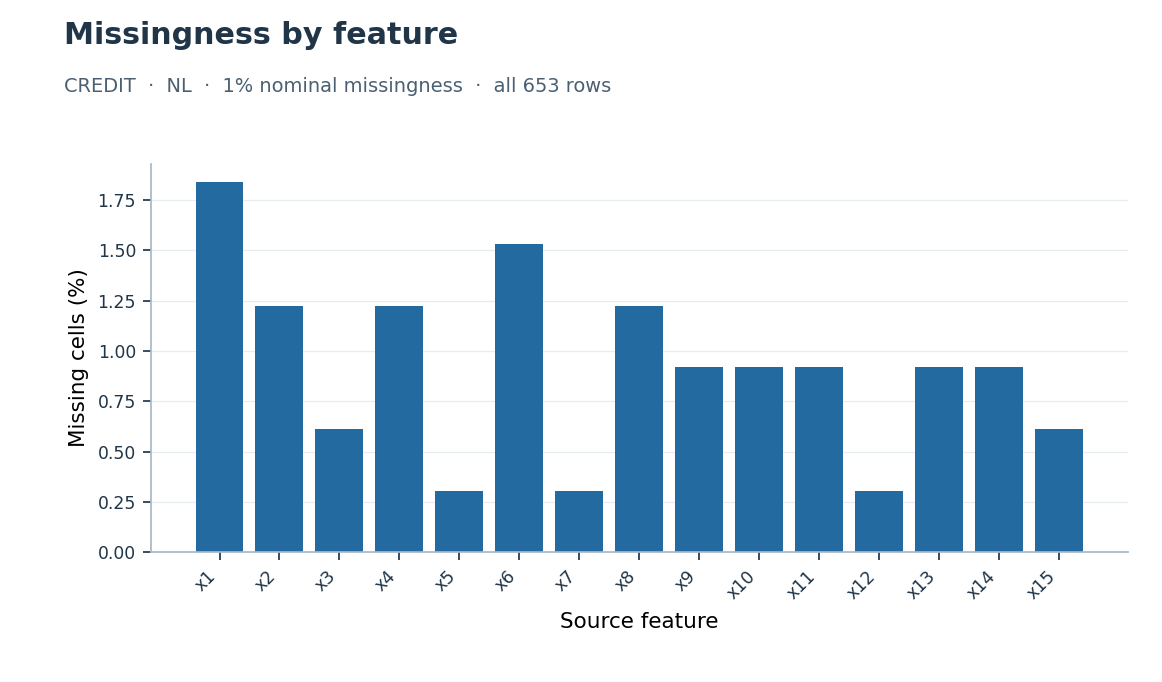 Missingness by feature
CREDIT · NL · 1% nominal missingness · all 653 rows
Missing cells (%)
1.75
1.50
1.25
1.00
0.75
0.50
0.25
0.00
x1 x2 x3 x4 x5 x6 x7 x8 x9 x10 x11 x12 x13 x14 x15
Source feature